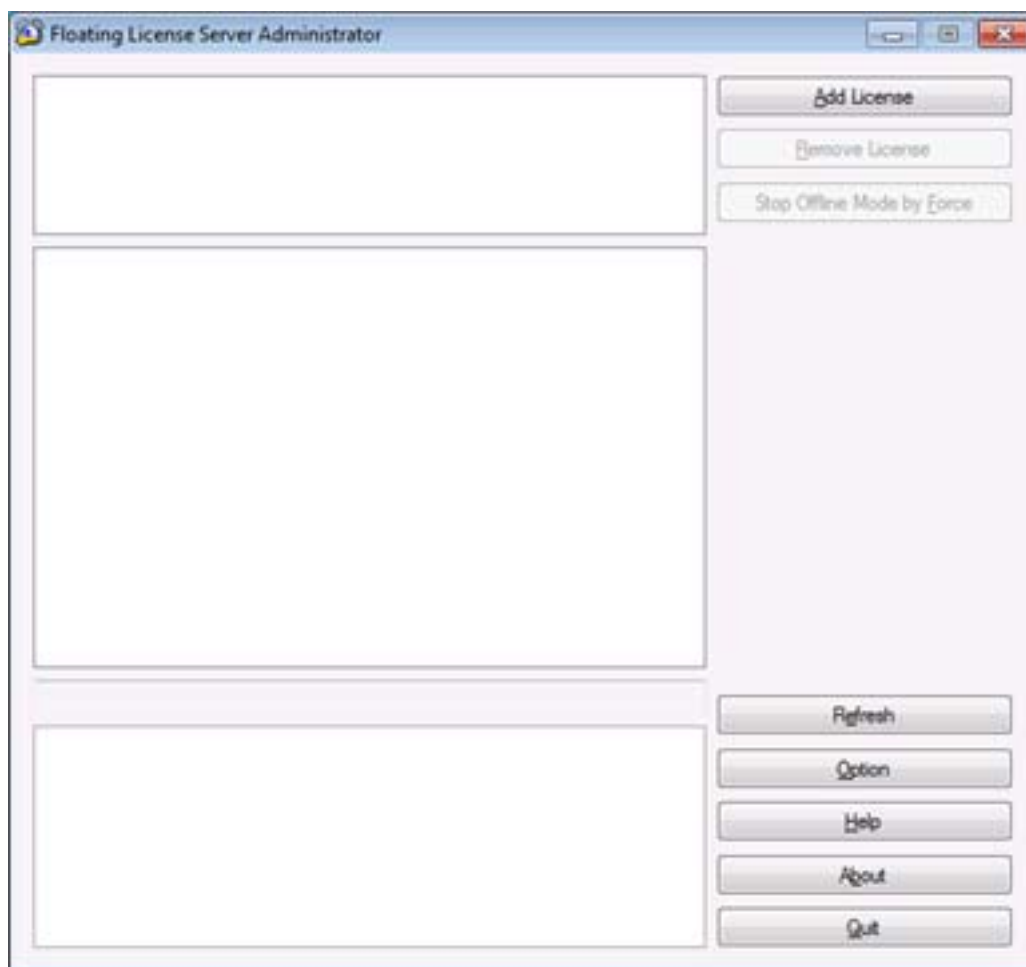 Floating License Server Administrator
Add License
Remove License
Stop Offline Mode by Force
Refresh
Option
Help
About
Quit